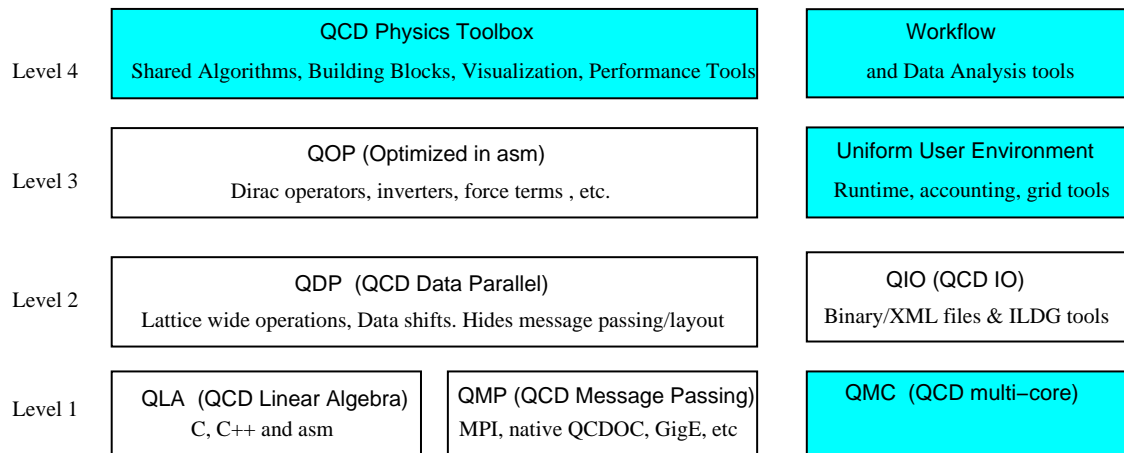 QCD Physics Toolbox
Shared Algorithms, Building Blocks, Visualization, Performance Tools
Workflow
and Data Analysis tools
Level 4
QOP (Optimized in asm)
Dirac operators, inverters, force terms , etc.
Uniform User Environment
Runtime, accounting, grid tools
Level 3
QDP (QCD Data Parallel)
Lattice wide operations, Data shifts. Hides message passing/layout
QIO (QCD IO)
Binary/XML files & ILDG tools
Level 2
QLA (QCD Linear Algebra)
C, C++ and asm
QMP (QCD Message Passing)
MPI, native QCDOC, GigE, etc
QMC (QCD multi−core)
Level 1